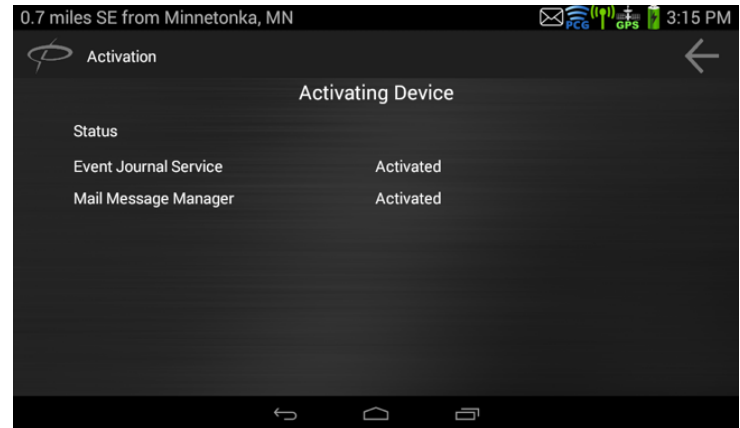 0.7 miles SE from Minnetonka, MN PCG GPS 3:15 PM
Activation
Activating Device
Status
Event Journal Service Activated
Mail Message Manager Activated